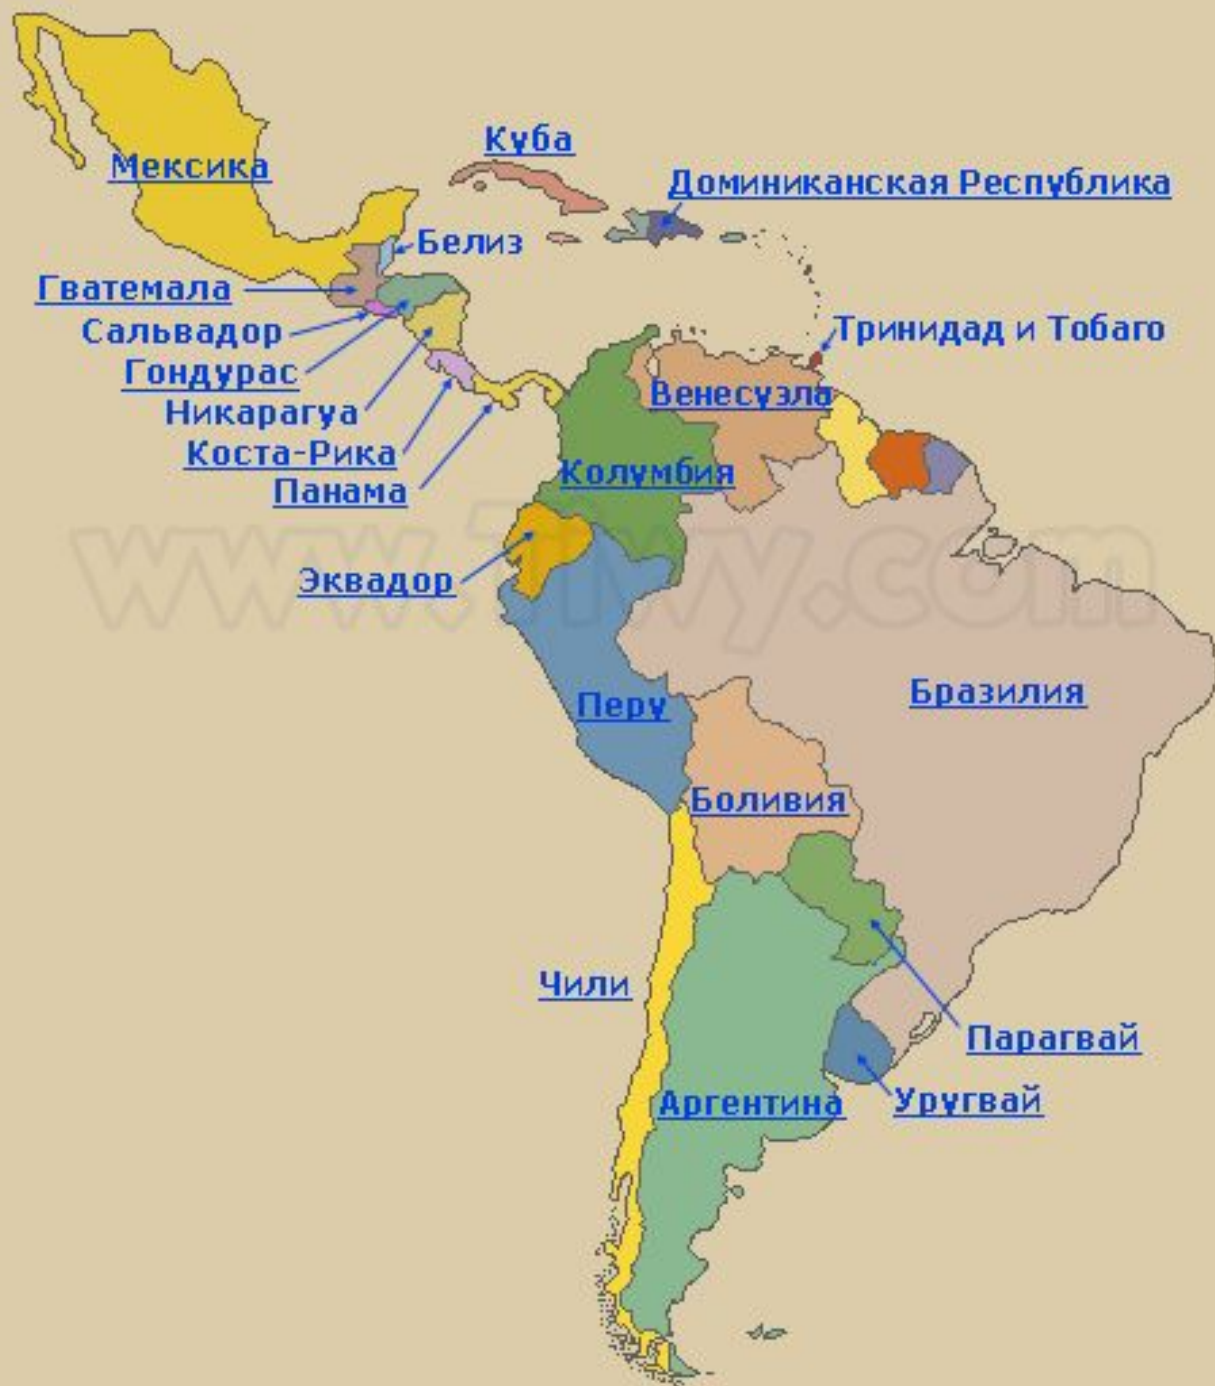 Куба
Мексика
Доминиканская Республика
Белиз
Гватемала
Сальвадор
Тринидад и Тобаго
Гондурас
Венесуэла
Никарагуа
Коста-Рика
Колумбия
Панама
Эквадор
Бразилия
Перу
Боливия
Чили
Парагвай
Уругвай
Аргентина